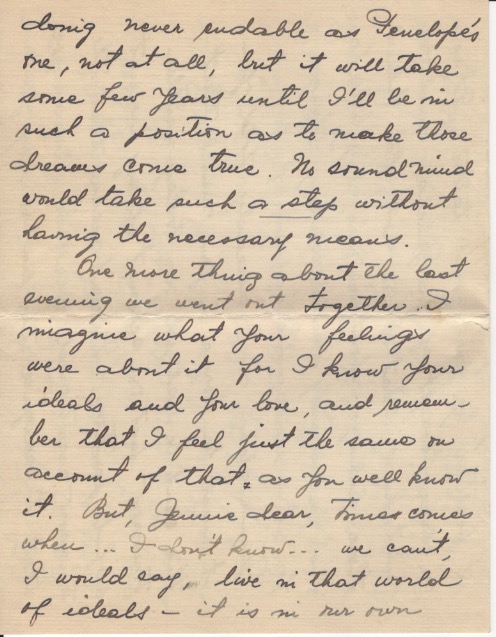 doing never endable as Penelope's
one, not at all, but it will take
some few years until I'll be in
such a position as to make those
dreams come true. No sound mind
would take such a step without
having the necessary means.
One more thing about the last
evening we went out together. I
imagine what your feelings
were about it for I know your
ideals and your love, and remem-
ber that I feel just the same on
account of that, as you well know
it. But, Jennie dear, times comes
when... I don't know... we can't,
I would say, live in that world
of ideals - it is in our own